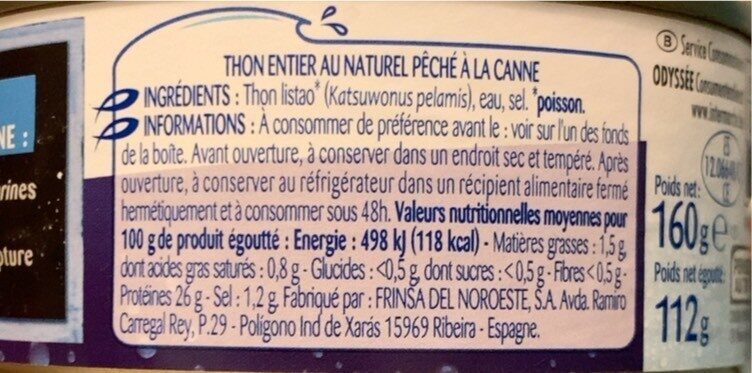 THON ENTIER AU NATUREL PÊCHÉ À LA CANNE
INGRÉDIENTS : Thon listao* (Katsuwonus pelamis), eau, sel. *poisson.
INFORMATIONS : À consommer de préférence avant le : voir sur l'un des fonds
de la boîte. Avant ouverture, à conserver dans un endroit sec et tempéré. Après
ouverture, à conserver au réfrigérateur dans un récipient alimentaire fermé
hermétiquement et à consommer sous 48h. Valeurs nutritionnelles moyennes pour
100 g de produit égoutté : Energie : 498 kJ (118 kcal) - Matières grasses : 1,5 g,
dont acides gras saturés : 0,8 g - Glucides : <0,5 g, dont sucres : <0,5 g - Fibres <0,5 g -
Protéines 26 g - Sel : 1,2 g. Fabriqué par : FRINSA DEL NOROESTE, S.A. Avda. Ramiro
Carregal Rey, P.29 - Polígono Ind de Xarás 15969 Ribeira - Espagne.
NE :
rines
pture
B Service
ODYSSÉE
ES
CE
Poids net :
160g e
Poids net égoutté :
112g